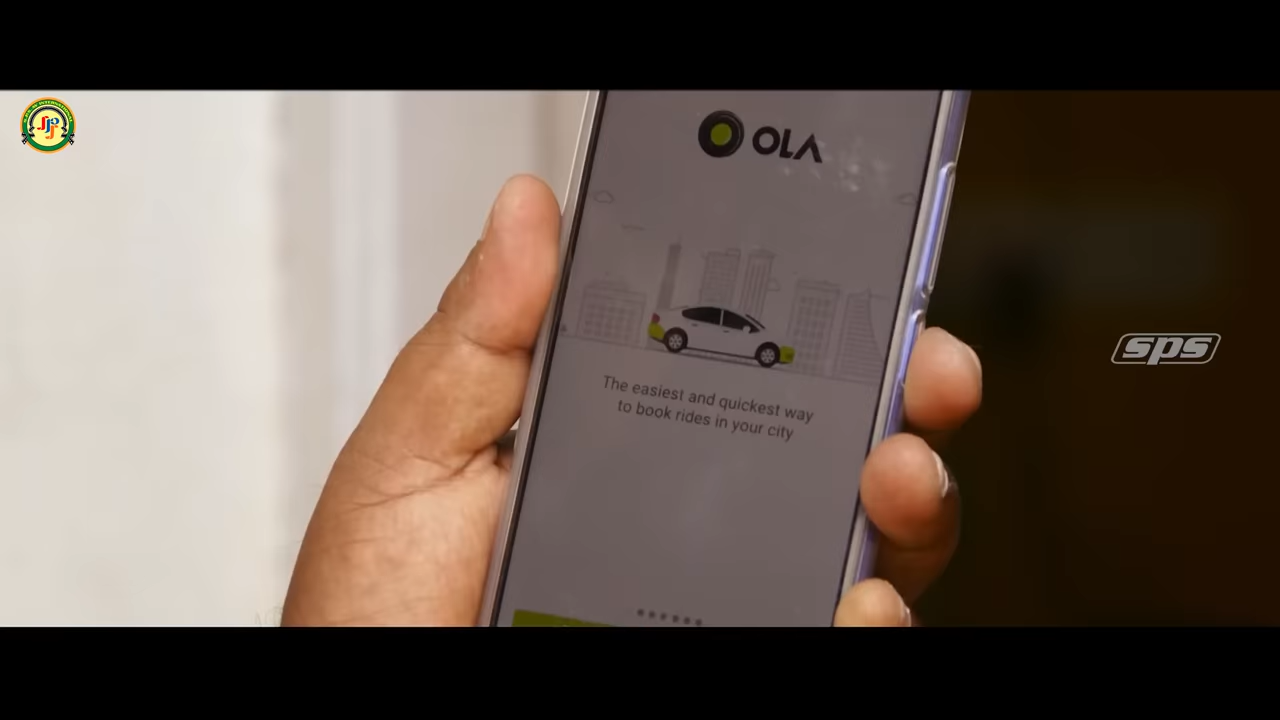 OLA
The easiest and quickest way
to book rides in your city
sps